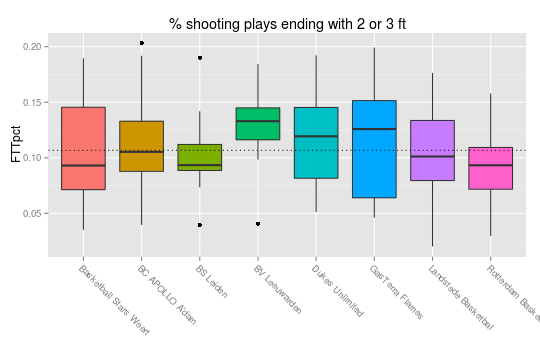 % shooting plays ending with 2 or 3 ft
FTTpct
0.20
0.15
0.10
0.05
Basketball Stars Weert
BC APOLLO A'dam
BS Leiden
BV Leeuwarden
Dukes Unlimited
GasTerra Flames
Landstede Basketbal
Rotterdam Baske